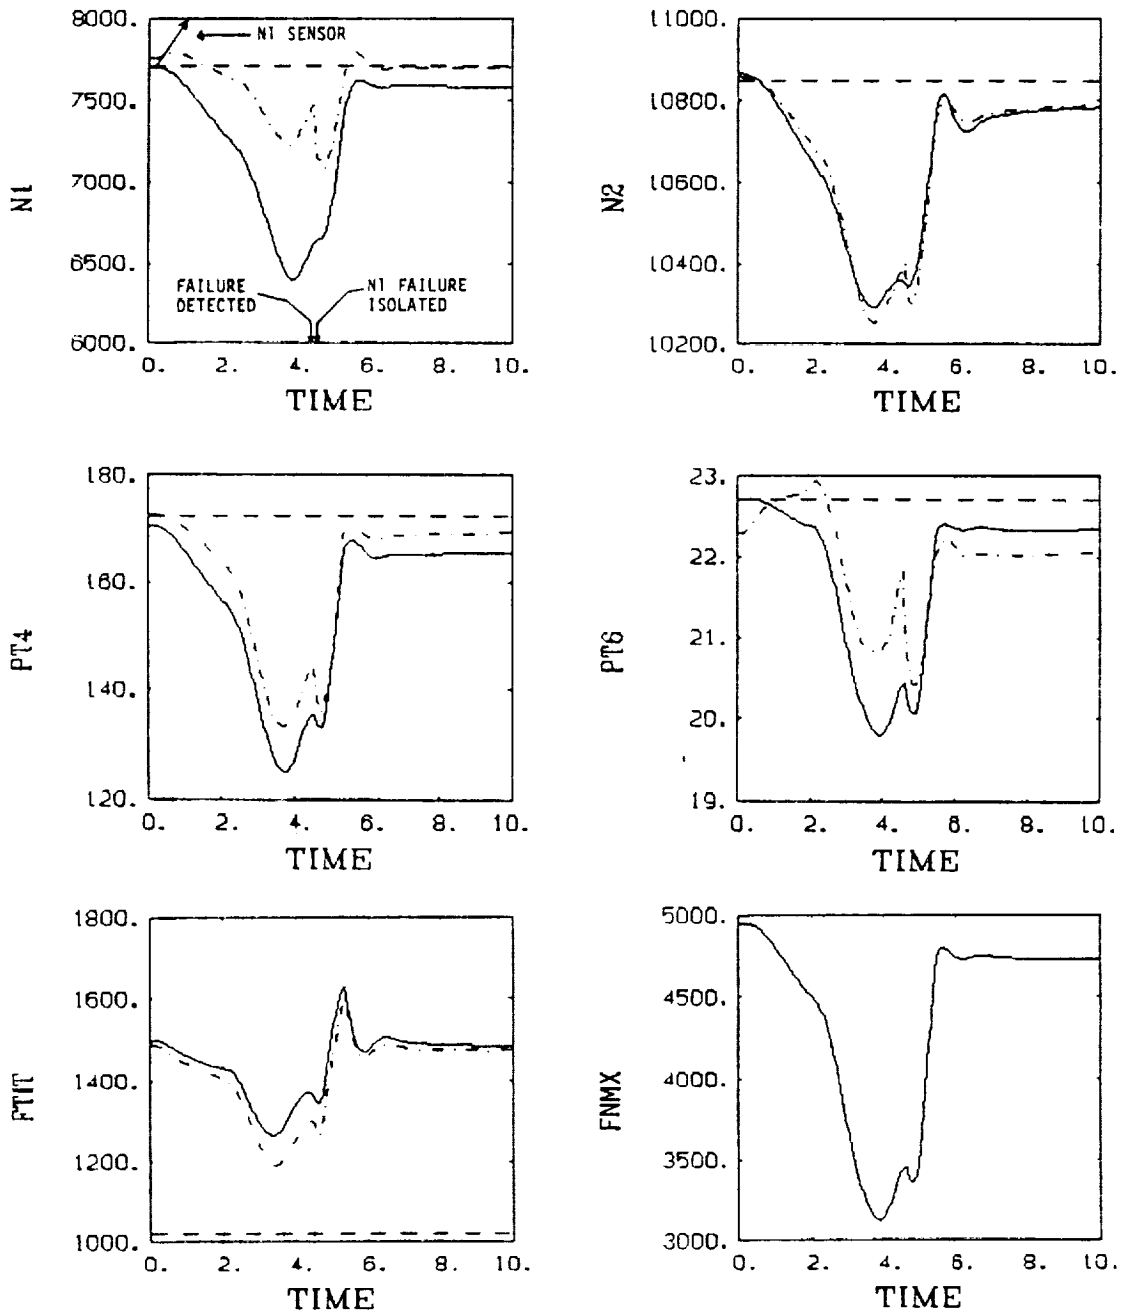 8000.
N1 SENSOR
7500.
7000.
6500.
6000.
N1
FAILURE
DETECTED
N1 FAILURE
ISOLATED
0. 2. 4. 6. 8. 10.
TIME
11000.
10800.
10600.
10400.
10200.
N2
0. 2. 4. 6. 8. 10.
TIME
180.
160.
140.
120.
PT4
0. 2. 4. 6. 8. 10.
TIME
23.
22.
21.
20.
19.
PT6
0. 2. 4. 6. 8. 10.
TIME
1800.
1600.
1400.
1200.
1000.
FTIT
0. 2. 4. 6. 8. 10.
TIME
5000.
4500.
4000.
3500.
3000.
FNMX
0. 2. 4. 6. 8. 10.
TIME